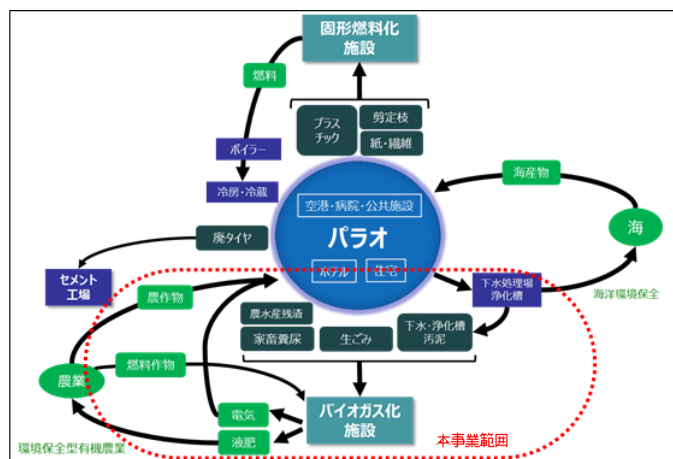 固形燃料化
施設
燃料
プラス
チック
剪定枝
紙・繊維
ボイラー
冷房・冷蔵
海産物
空港・病院・公共施設
パラオ
ホテル
住宅
海
廃タイヤ
セメント
工場
下水処理場
浄化槽
海洋環境保全
農作物
農水産残渣
家畜糞尿
生ごみ
下水・浄化槽
汚泥
燃料作物
農業
電気
液肥
バイオガス化
施設
本事業範囲
環境保全型有機農業